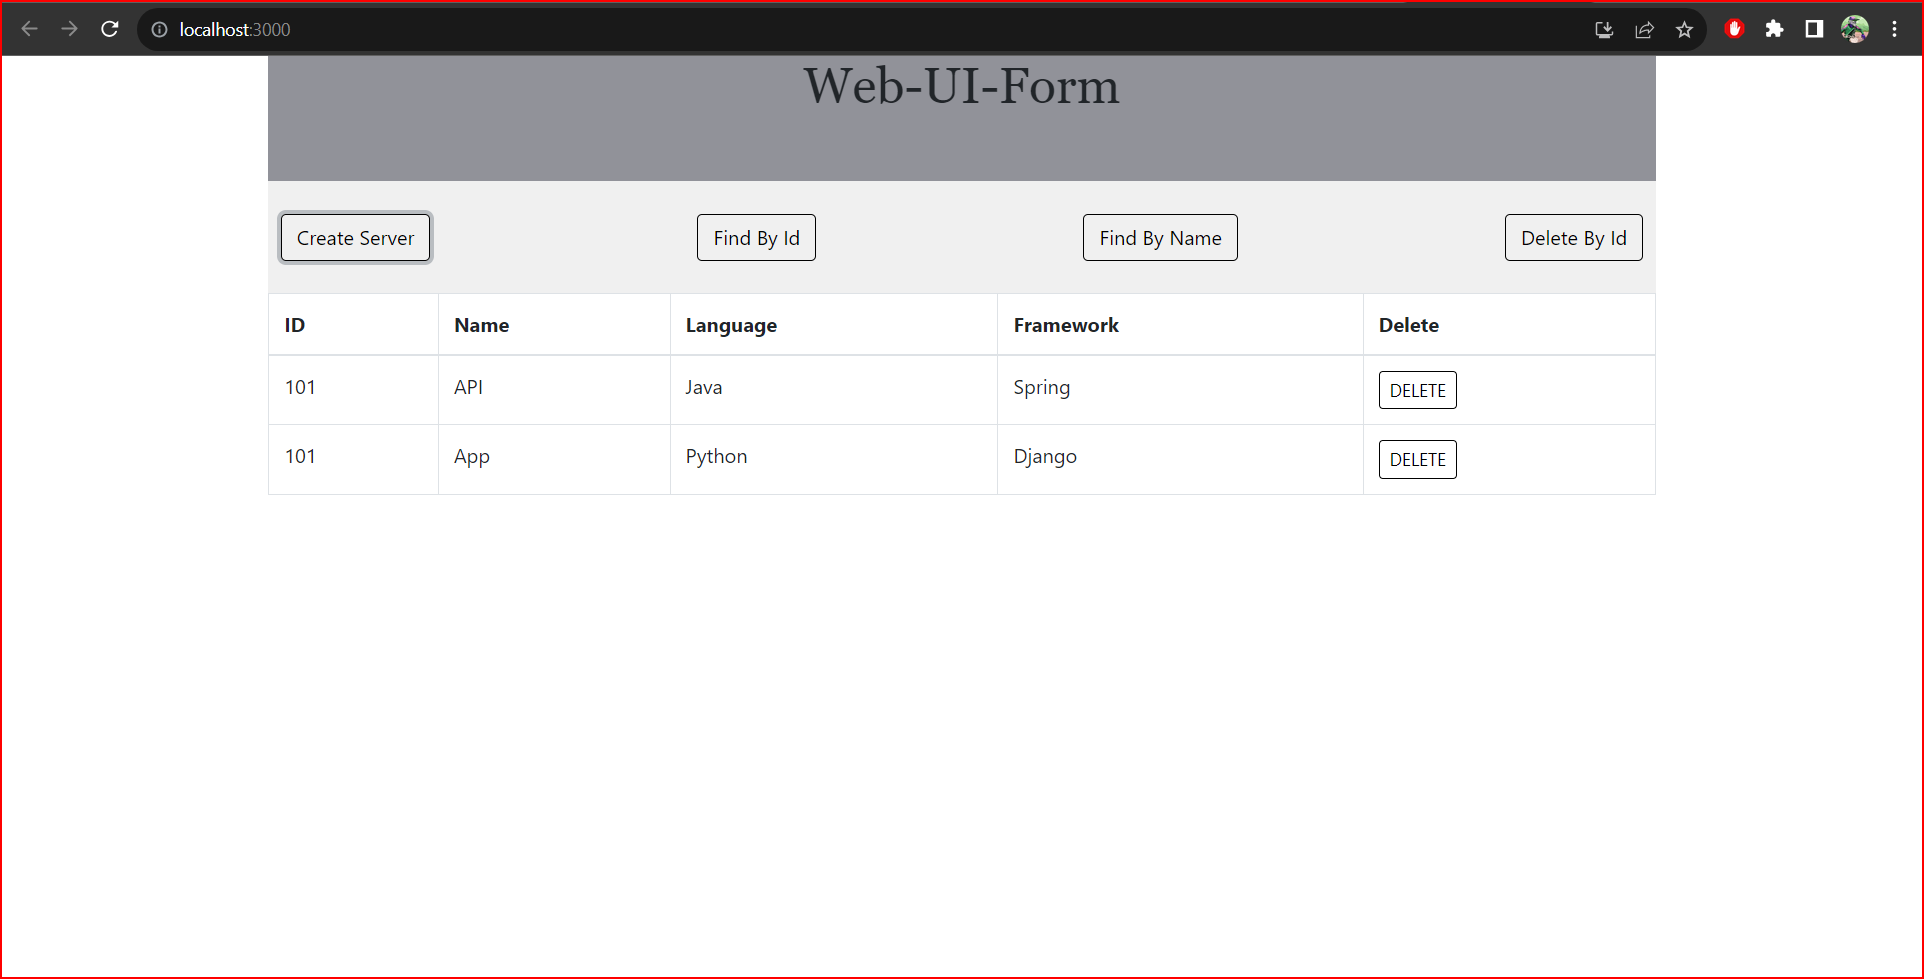 localhost:3000
Web-UI-Form
Create Server Find By Id Find By Name Delete By Id
ID Name Language Framework Delete
101 API Java Spring DELETE
101 App Python Django DELETE